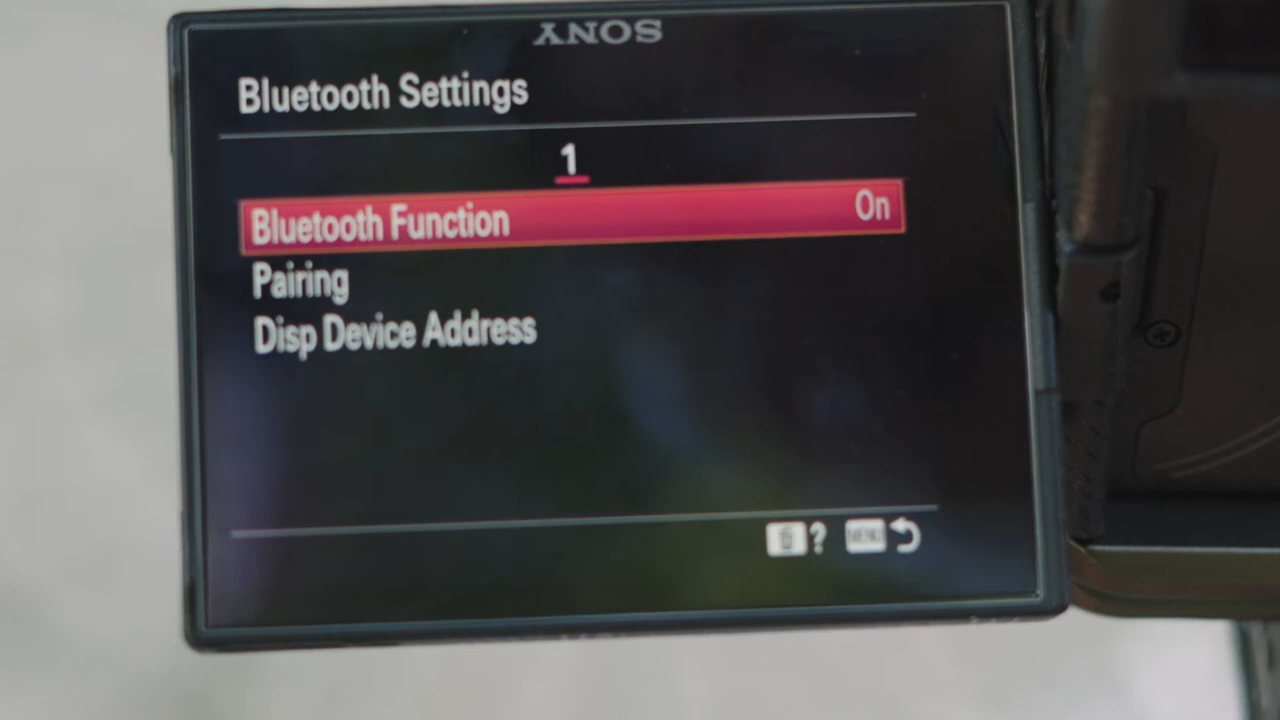 SONY
Bluetooth Settings
1
Bluetooth Function On
Pairing
Disp Device Address
? MENU